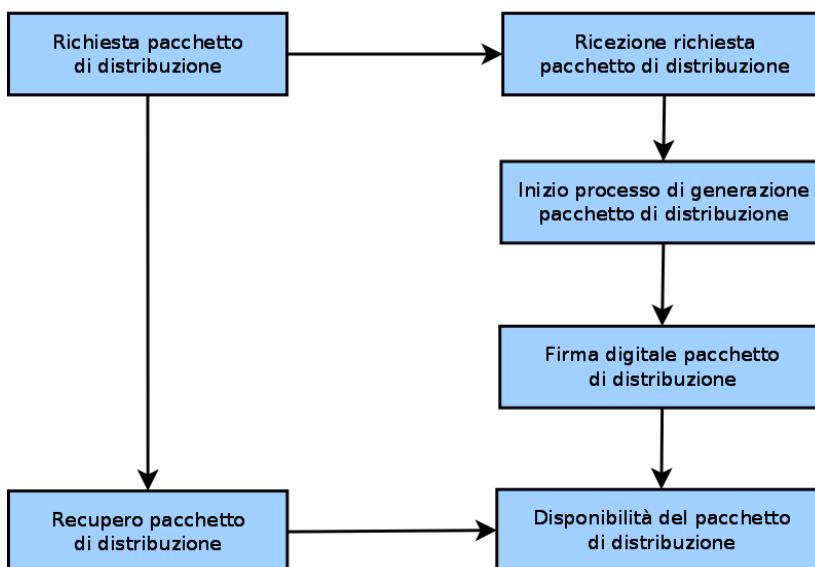 Richiesta pacchetto
di distribuzione
Ricezione richiesta
pacchetto di distribuzione
Inizio processo di generazione
pacchetto di distribuzione
Firma digitale pacchetto
di distribuzione
Recupero pacchetto
di distribuzione
Disponibilità del pacchetto
di distribuzione